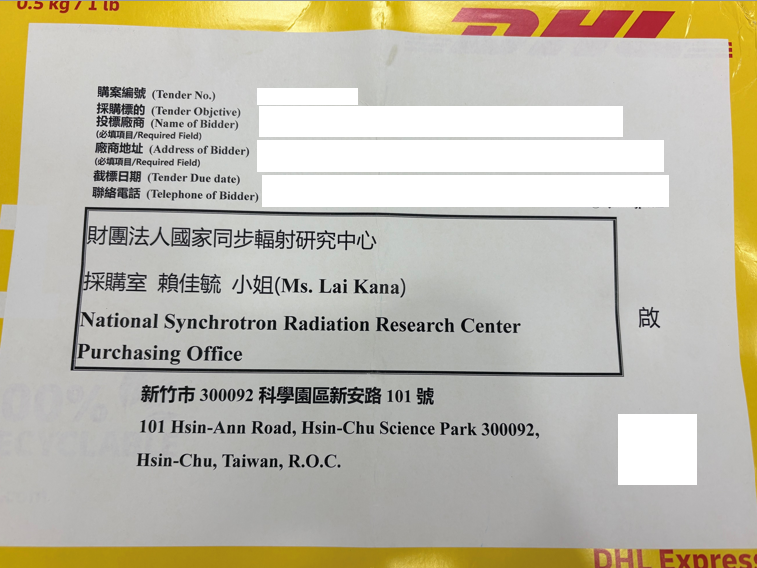 0.5 kg / 1 lb
DHL
購案編號 (Tender No.)
採購標的 (Tender Objctive)
投標廠商 (Name of Bidder)
(必填項目/Required Field)
廠商地址 (Address of Bidder)
(必填項目/Required Field)
截標日期 (Tender Due date)
聯絡電話 (Telephone of Bidder)
財團法人國家同步輻射研究中心
採購室 賴佳毓 小姐(Ms. Lai Kana)
National Synchrotron Radiation Research Center
Purchasing Office
啟
新竹市 300092 科學園區新安路 101 號
101 Hsin-Ann Road, Hsin-Chu Science Park 300092,
Hsin-Chu, Taiwan, R.O.C.
DHL Express